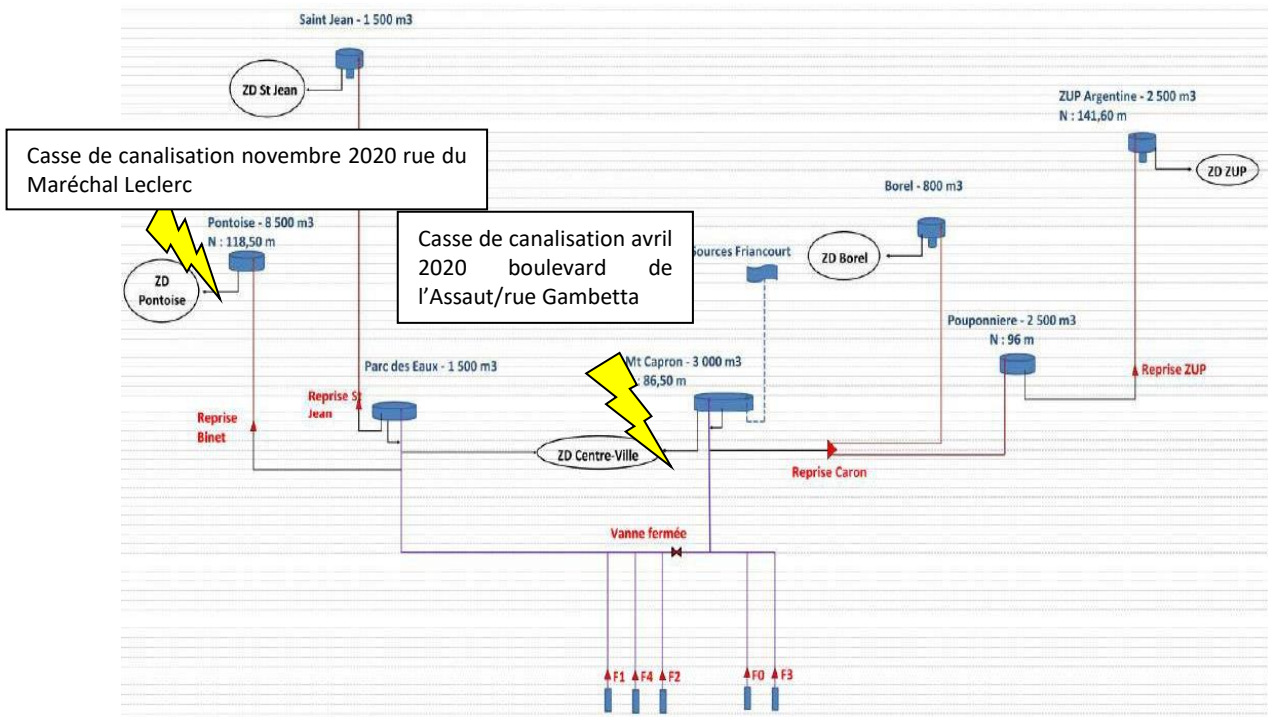 Saint Jean - 1 500 m3
ZD St Jean
ZUP Argentine - 2 500 m3
N : 141,60 m
ZD ZUP
Casse de canalisation novembre 2020 rue du
Maréchal Leclerc
Borel - 800 m3
Pontoise - 8 500 m3
N : 118,50 m
Casse de canalisation avril
2020 boulevard de
l'Assaut/rue Gambetta
Sources Friancourt
ZD Borel
ZD
Pontoise
Pouponniere - 2 500 m3
N : 96 m
Parc des Eaux - 1 500 m3
Mt Capron - 3 000 m3
: 86,50 m
Reprise ZUP
Reprise St
Jean
Reprise
Binet
ZD Centre-Ville
Reprise Caron
Vanne fermée
F1
F4
F2
F0
F3